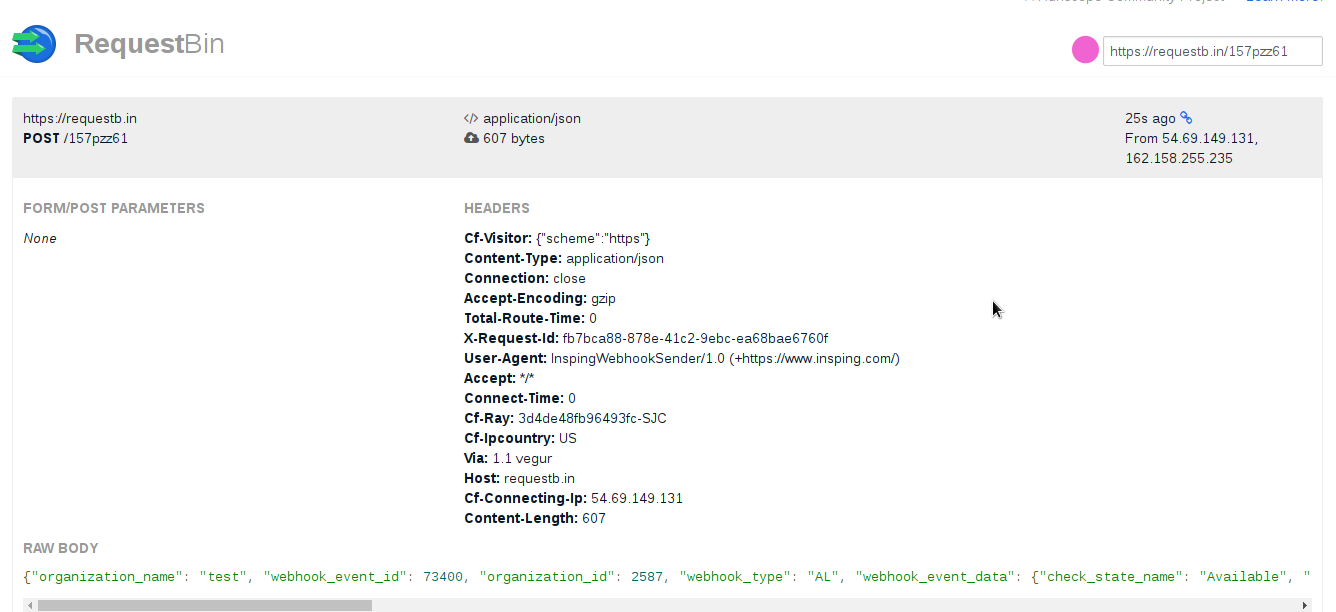 RequestBin
https://requestb.in/157pzz61
https://requestb.in
POST /157pzz61
</> application/json
607 bytes
25s ago
From 54.69.149.131,
162.158.255.235
FORM/POST PARAMETERS
None
HEADERS
Cf-Visitor: {"scheme":"https"}
Content-Type: application/json
Connection: close
Accept-Encoding: gzip
Total-Route-Time: 0
X-Request-Id: fb7bca88-878e-41c2-9ebc-ea68bae6760f
User-Agent: InspingWebhookSender/1.0 (+https://www.insping.com/)
Accept: */*
Connect-Time: 0
Cf-Ray: 3d4de48fb96493fc-SJC
Cf-Ipcountry: US
Via: 1.1 vegur
Host: requestb.in
Cf-Connecting-Ip: 54.69.149.131
Content-Length: 607
RAW BODY
{"organization_name": "test", "webhook_event_id": 73400, "organization_id": 2587, "webhook_type": "AL", "webhook_event_data": {"check_state_name": "Available", "